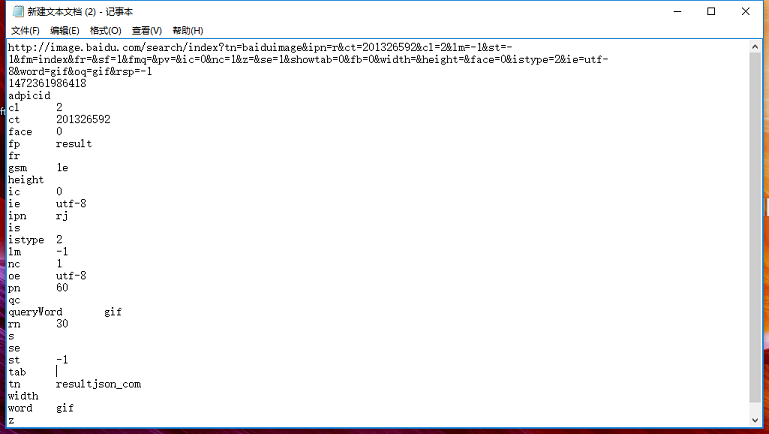 新建文本文档 (2) - 记事本
文件(F) 编辑(E) 格式(O) 查看(V) 帮助(H)
http://image.baidu.com/search/index?tn=baiduimage&ipn=r&ct=201326592&cl=2&lm=-1&st=-
1&fm=index&fr=&sf=1&fmq=&pv=&ic=0&nc=1&z=&se=1&showtab=0&fb=0&width=&height=&face=0&istype=2&ie=utf-
8&word=gif&oq=gif&rsp=-1
1472361986418
adpicid
cl 2
ct 201326592
face 0
fp result
fr
gsm 1e
height
ic 0
ie utf-8
ipn rj
is
istype 2
lm -1
nc 1
oe utf-8
pn 60
qc
queryWord gif
rn 30
s
se
st -1
tab
tn resultjson_com
width
word gif
z